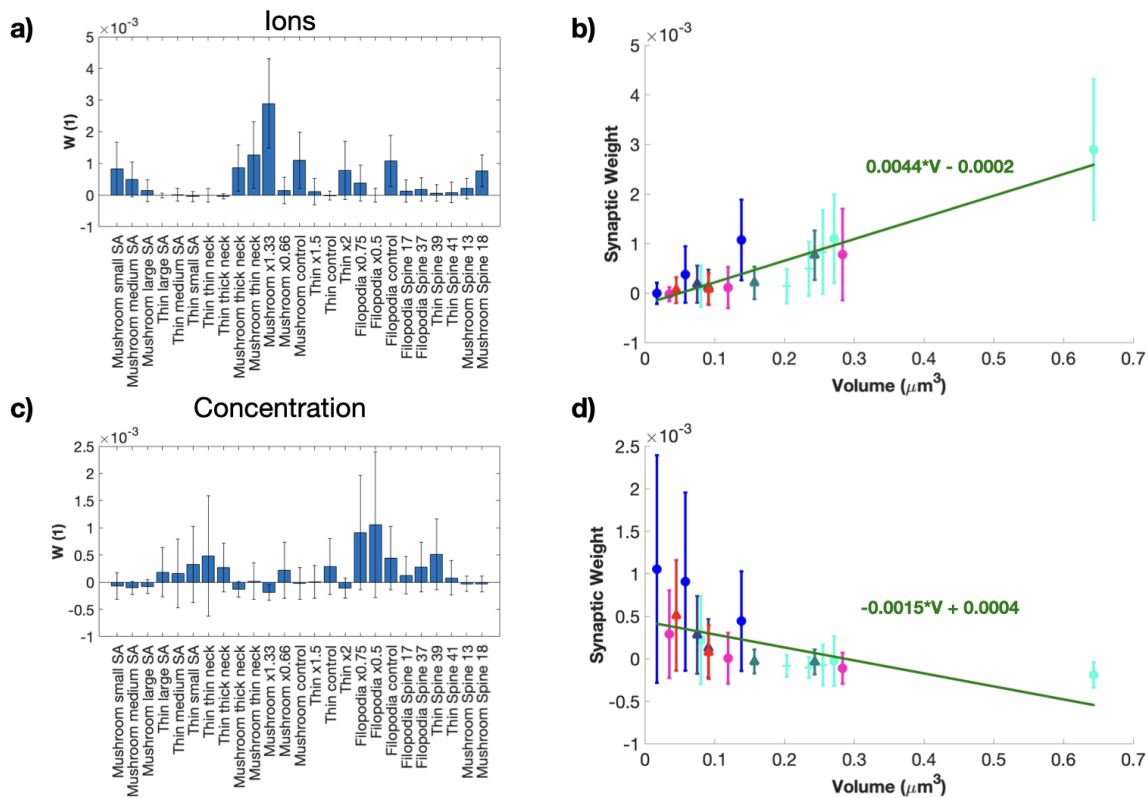 a)
Ions
×10⁻³
5
4
3
2
1
0
-1
W (1)
Mushroom small SA
Mushroom medium SA
Mushroom large SA
Thin large SA
Thin medium SA
Thin small SA
Thin thin neck
Thin thick neck
Mushroom thick neck
Mushroom thin neck
Mushroom x1.33
Mushroom x0.66
Mushroom control
Thin x1.5
Thin control
Thin x2
Filopodia x0.75
Filopodia x0.5
Filopodia control
Filopodia Spine 17
Filopodia Spine 37
Thin Spine 39
Thin Spine 41
Mushroom Spine 13
Mushroom Spine 18
b)
×10⁻³
5
4
3
2
1
0
-1
Synaptic Weight
0.0044*V - 0.0002
0 0.1 0.2 0.3 0.4 0.5 0.6 0.7
Volume (μm³)
c)
Concentration
×10⁻³
2.5
2
1.5
1
0.5
0
-0.5
-1
W (1)
Mushroom small SA
Mushroom medium SA
Mushroom large SA
Thin large SA
Thin medium SA
Thin small SA
Thin thin neck
Thin thick neck
Mushroom thick neck
Mushroom thin neck
Mushroom x1.33
Mushroom x0.66
Mushroom control
Thin x1.5
Thin control
Thin x2
Filopodia x0.75
Filopodia x0.5
Filopodia control
Filopodia Spine 17
Filopodia Spine 37
Thin Spine 39
Thin Spine 41
Mushroom Spine 13
Mushroom Spine 18
d)
×10⁻³
2.5
2
1.5
1
0.5
0
-0.5
-1
Synaptic Weight
-0.0015*V + 0.0004
0 0.1 0.2 0.3 0.4 0.5 0.6 0.7
Volume (μm³)